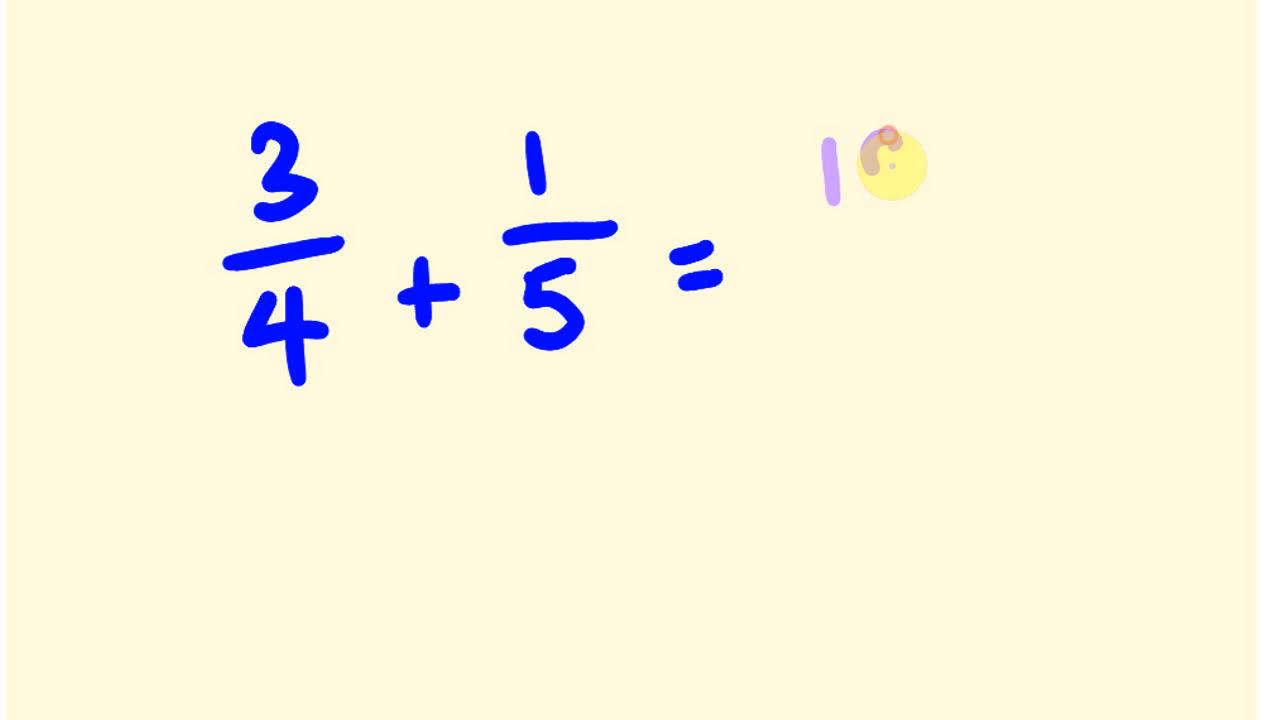 3/4 + 1/5 = 1